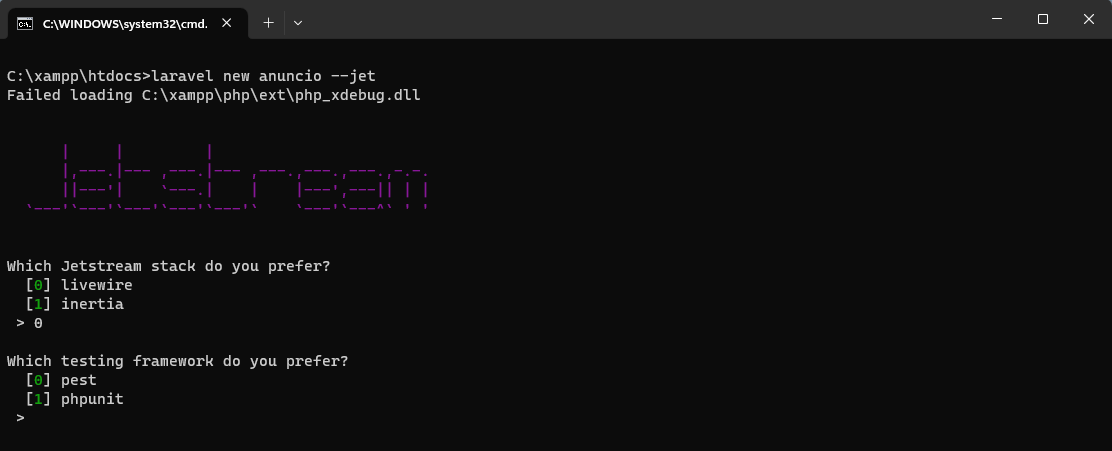 C:\WINDOWS\system32\cmd.
C:\xampp\htdocs>laravel new anuncio --jet
Failed loading C:\xampp\php\ext\php_xdebug.dll
Jetstream
Which Jetstream stack do you prefer?
[0] livewire
[1] inertia
> 0
Which testing framework do you prefer?
[0] pest
[1] phpunit
>